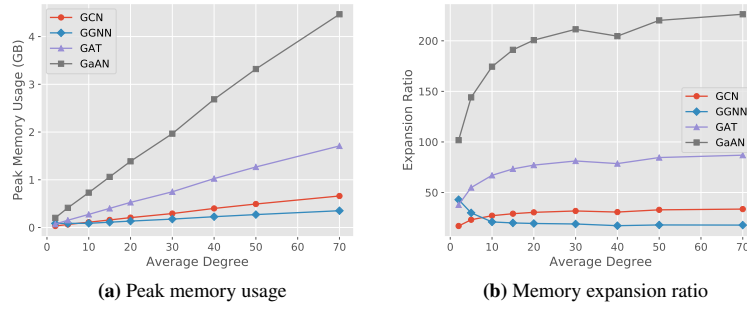 GCN
GGNN
GAT
GaAN
Peak Memory Usage (GB)
4
3
2
1
0
0 10 20 30 40 50 60 70
Average Degree
(a) Peak memory usage
GCN
GGNN
GAT
GaAN
Expansion Ratio
200
150
100
50
0 10 20 30 40 50 60 70
Average Degree
(b) Memory expansion ratio